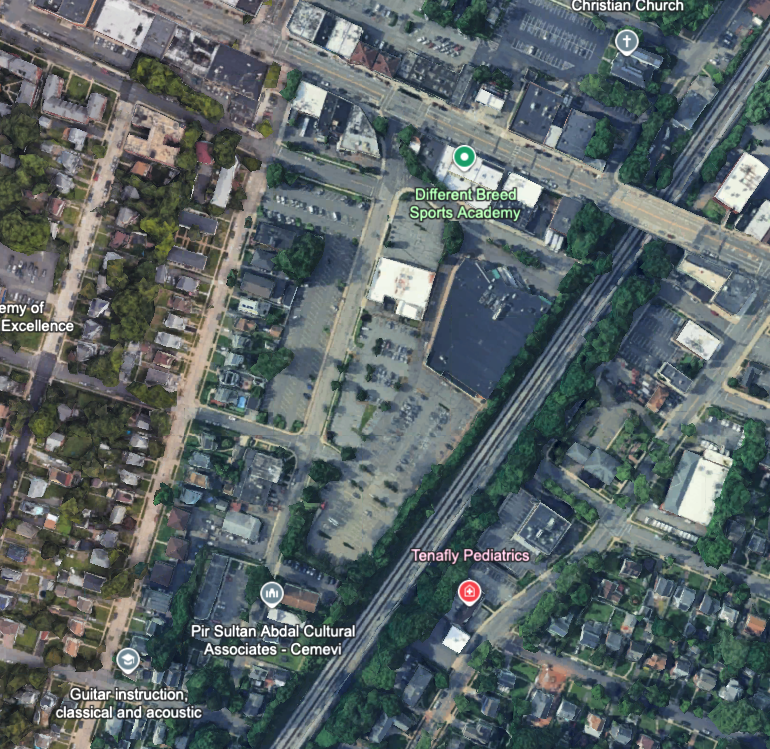 Christian Church
Different Breed
Sports Academy
emy of
Excellence
Tenafly Pediatrics
Pir Sultan Abdal Cultural
Associates - Cemevi
Guitar instruction,
classical and acoustic